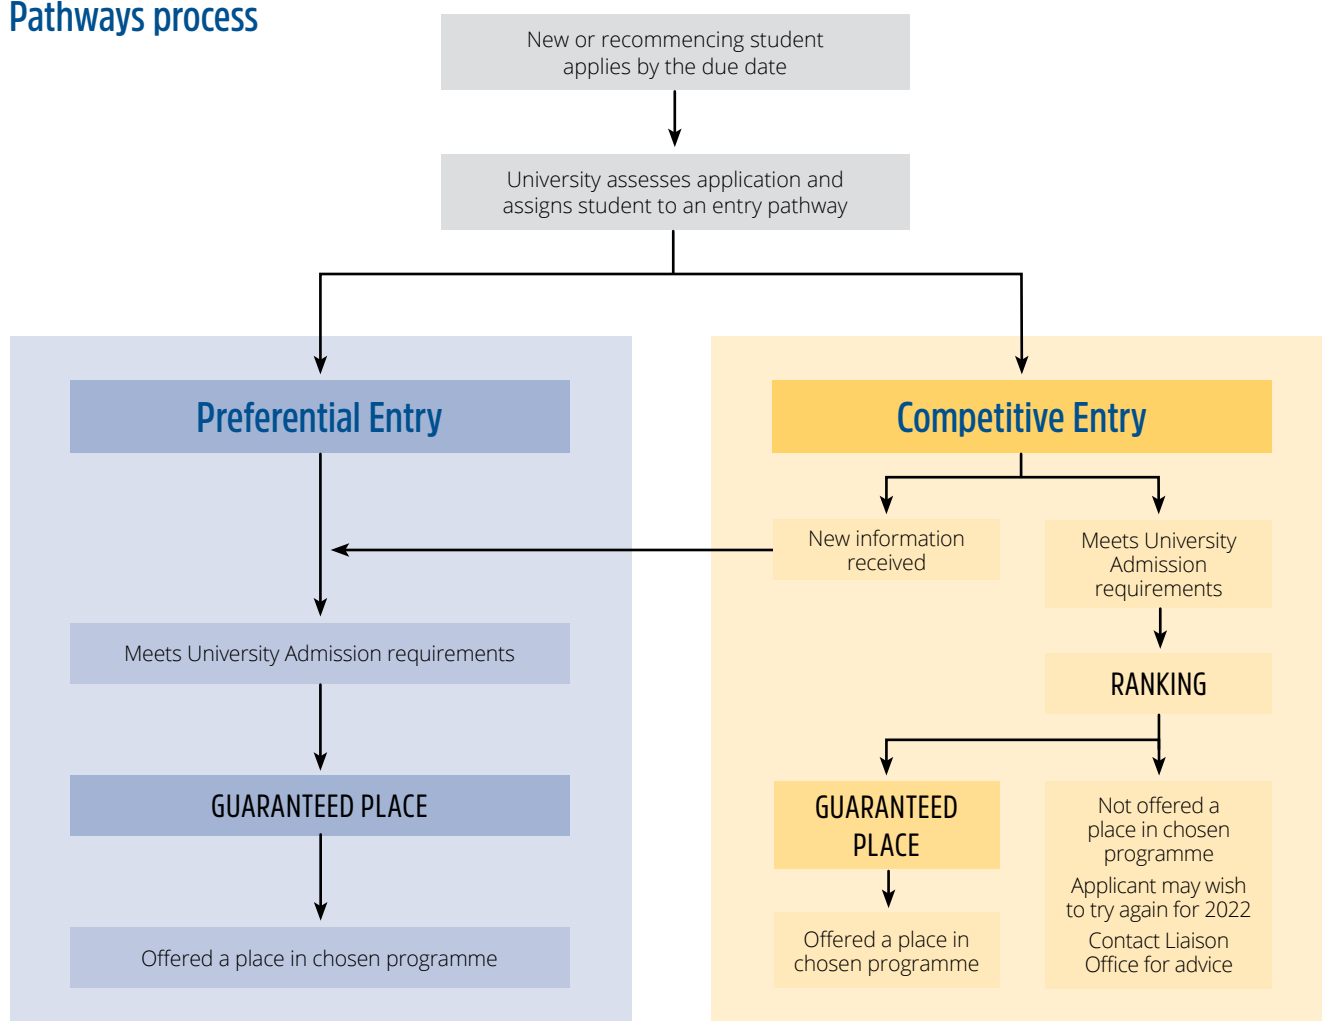 Pathways process
New or recommencing student
applies by the due date
University assesses application and
assigns student to an entry pathway
Preferential Entry
Competitive Entry
New information
received
Meets University
Admission
requirements
Meets University Admission requirements
RANKING
GUARANTEED PLACE
GUARANTEED
PLACE
Not offered a
place in chosen
programme
Applicant may wish
to try again for 2022
Contact Liaison
Office for advice
Offered a place in chosen programme
Offered a place in
chosen programme